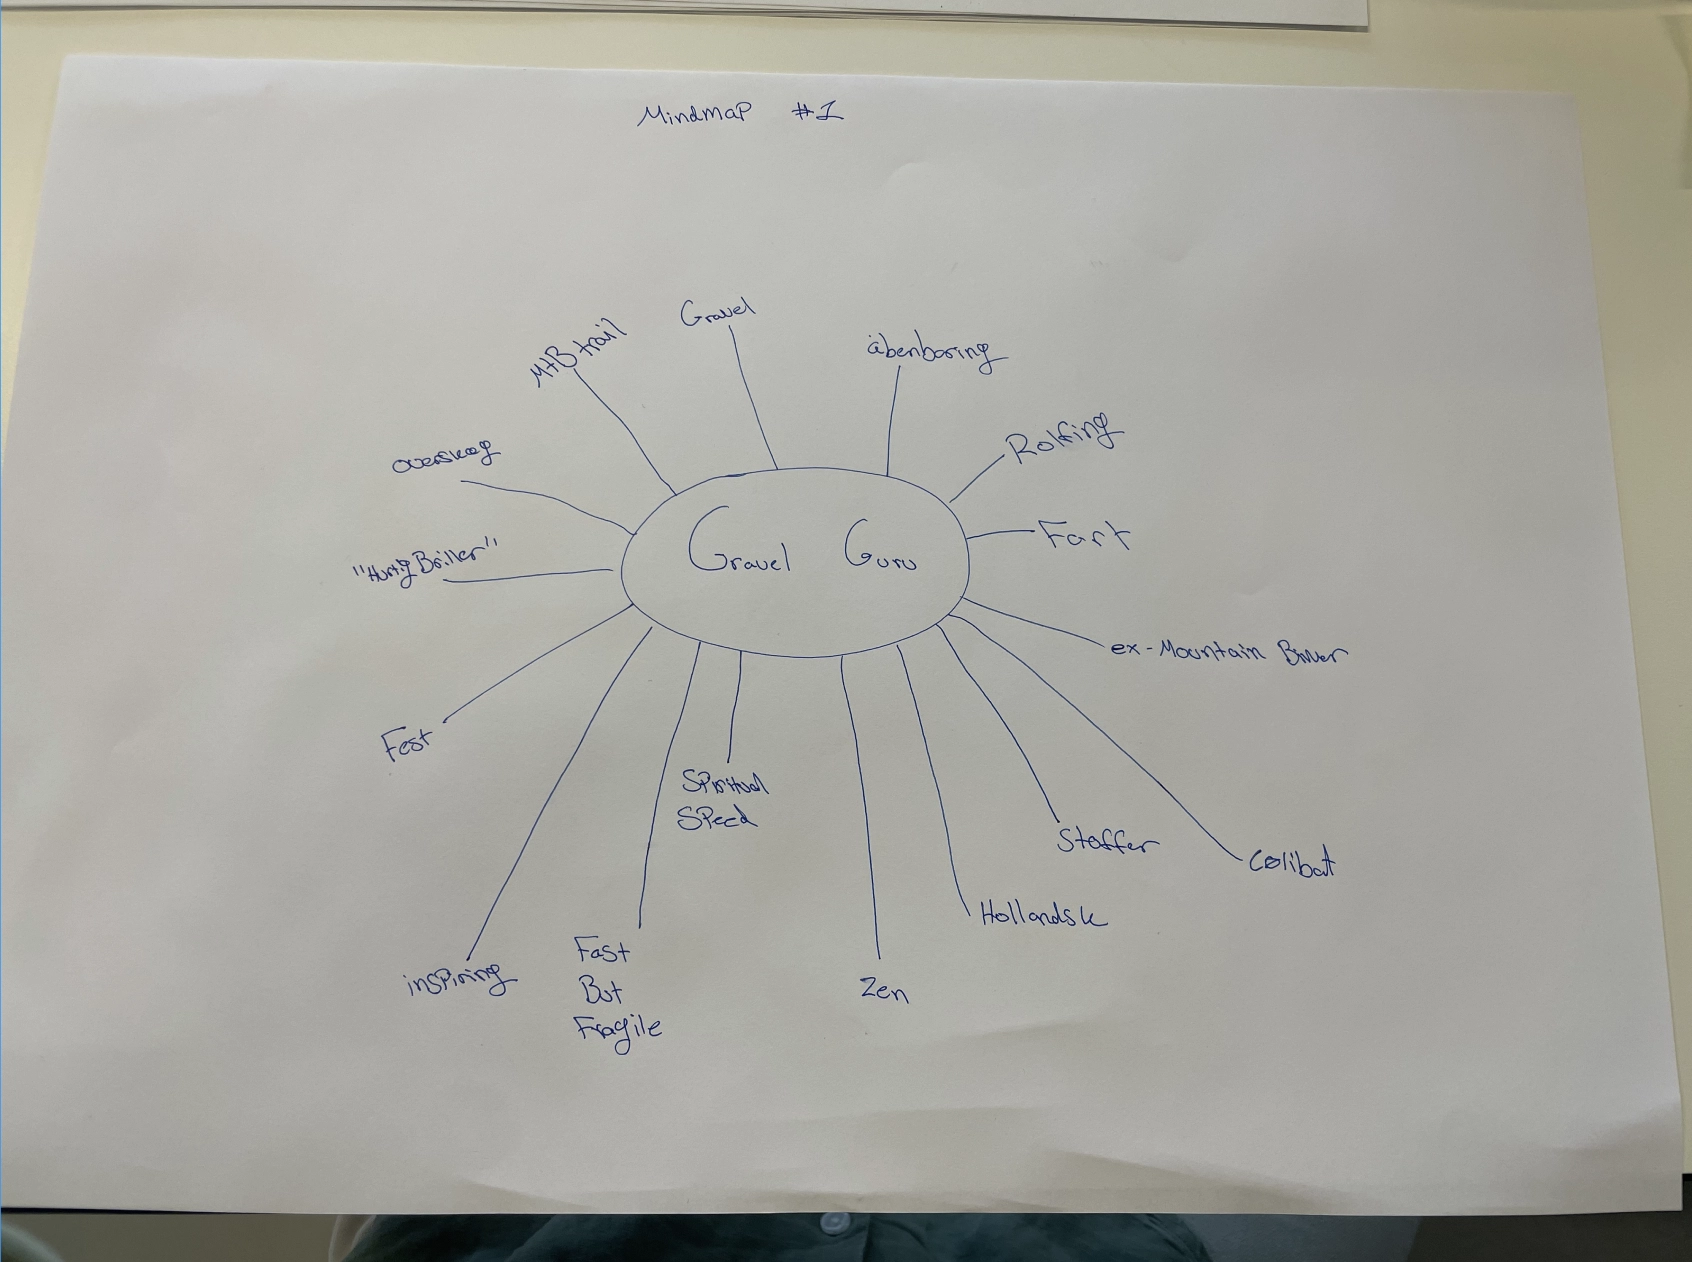 Mindmap #1
Gravel
MtB trail
åbenbaring
Rolfing
overskæg
Gravel Guru
Fart
"Hurtig Briller"
ex-Mountain Biker
Fest
Spiritual
Speed
Staffer
Cølibat
Hollandsk
inspiring
Fast
But
Fragile
Zen